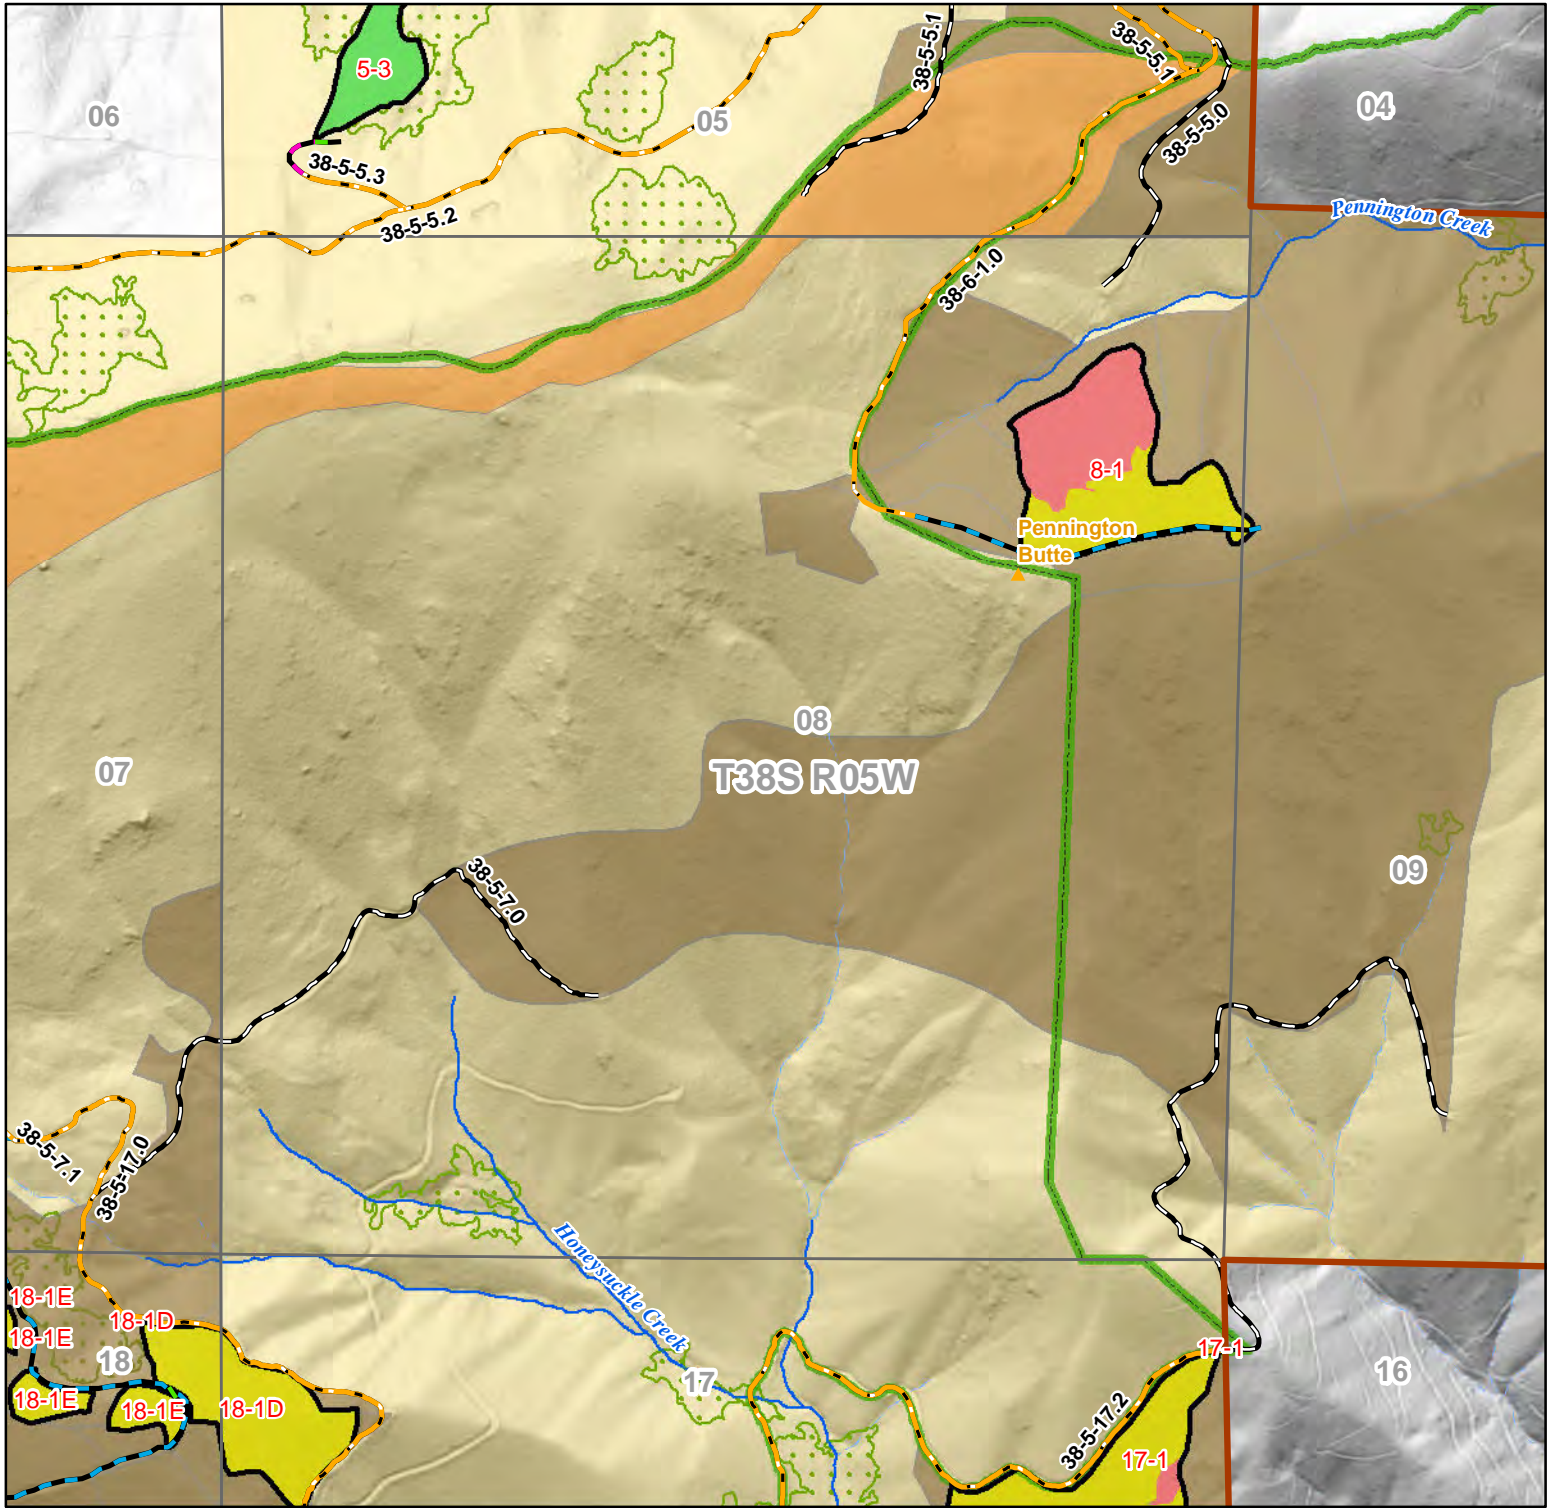 38-5-5.1
38-5-5.1
5-3
06
05
04
38-5-5.0
38-5-5.3
38-5-5.2
Pennington Creek
38-6-1.0
8-1
Pennington
Butte
08
07
T38S R05W
09
38-5-7.0
38-5-7.1
38-5-17.0
Honeysuckle Creek
18-1E
18-1D
18-1E
17-1
18
16
17
18-1E
18-1E
18-1D
38-5-17.2
17-1